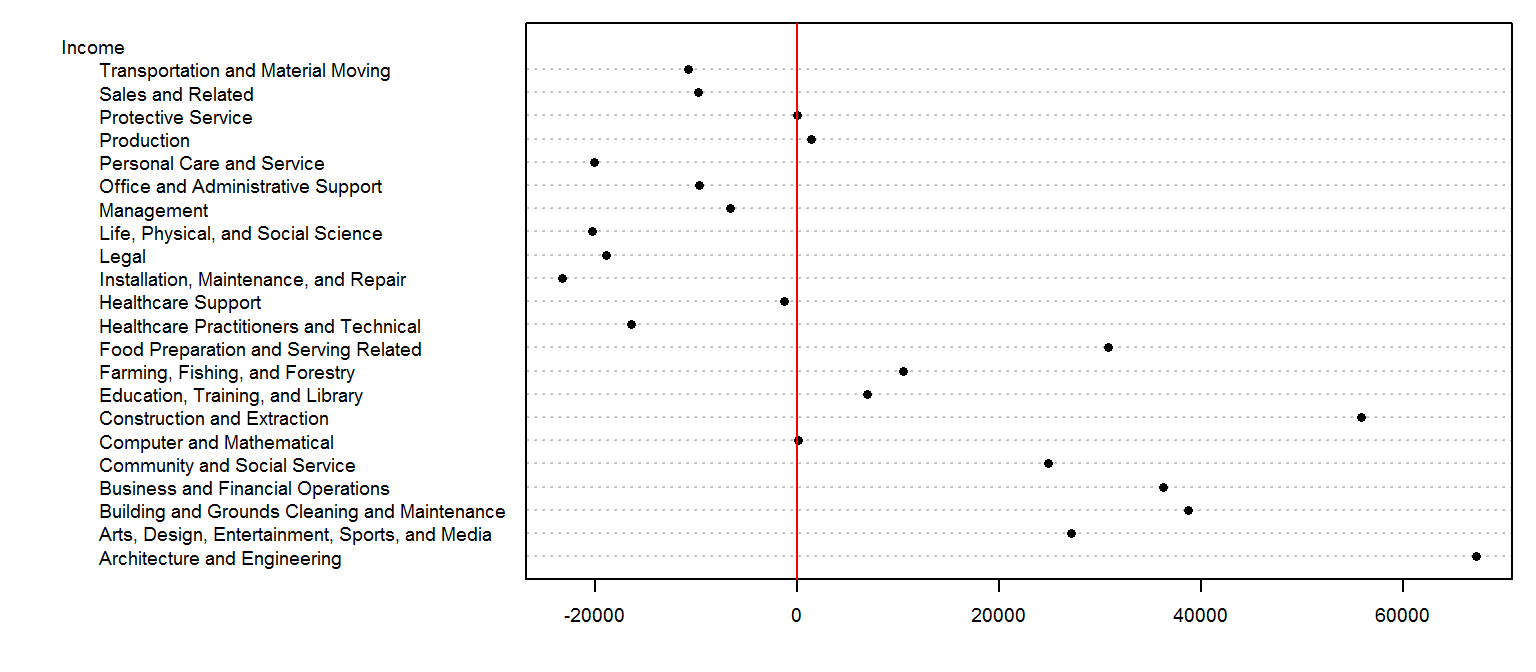 Income
Transportation and Material Moving
Sales and Related
Protective Service
Production
Personal Care and Service
Office and Administrative Support
Management
Life, Physical, and Social Science
Legal
Installation, Maintenance, and Repair
Healthcare Support
Healthcare Practitioners and Technical
Food Preparation and Serving Related
Farming, Fishing, and Forestry
Education, Training, and Library
Construction and Extraction
Computer and Mathematical
Community and Social Service
Business and Financial Operations
Building and Grounds Cleaning and Maintenance
Arts, Design, Entertainment, Sports, and Media
Architecture and Engineering
-20000 0 20000 40000 60000